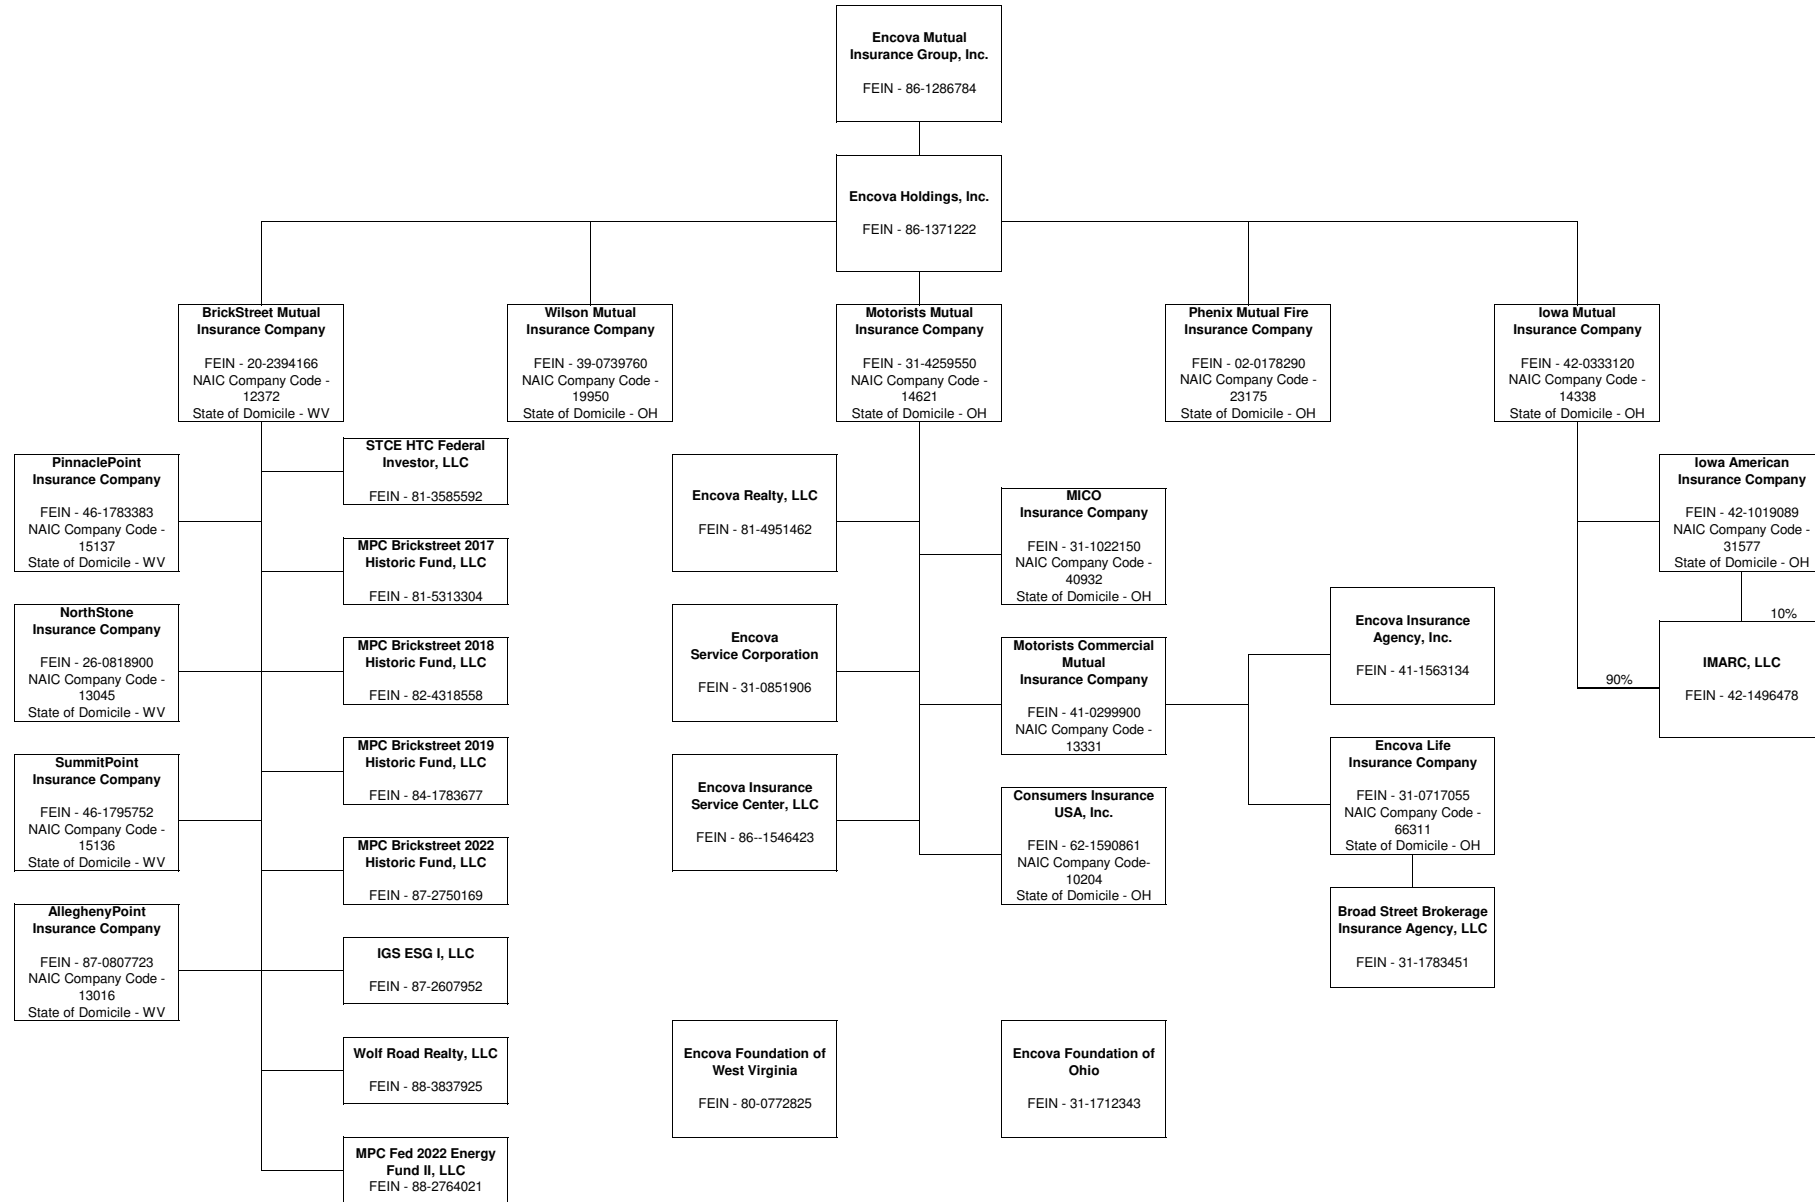 Encova Mutual
Insurance Group, Inc.
FEIN - 86-1286784
Encova Holdings, Inc.
FEIN - 86-1371222
BrickStreet Mutual
Insurance Company
FEIN - 20-2394166
NAIC Company Code -
12372
State of Domicile - WV
Wilson Mutual
Insurance Company
FEIN - 39-0739760
NAIC Company Code -
19950
State of Domicile - OH
Motorists Mutual
Insurance Company
FEIN - 31-4259550
NAIC Company Code -
14621
State of Domicile - OH
Phenix Mutual Fire
Insurance Company
FEIN - 02-0178290
NAIC Company Code -
23175
State of Domicile - OH
Iowa Mutual
Insurance Company
FEIN - 42-0333120
NAIC Company Code -
14338
State of Domicile - OH
PinnaclePoint
Insurance Company
FEIN - 46-1783383
NAIC Company Code -
15137
State of Domicile - WV
NorthStone
Insurance Company
FEIN - 26-0818900
NAIC Company Code -
13045
State of Domicile - WV
SummitPoint
Insurance Company
FEIN - 46-1795752
NAIC Company Code -
15136
State of Domicile - WV
AlleghenyPoint
Insurance Company
FEIN - 87-0807723
NAIC Company Code -
13016
State of Domicile - WV
STCE HTC Federal
Investor, LLC
FEIN - 81-3585592
MPC Brickstreet 2017
Historic Fund, LLC
FEIN - 81-5313304
MPC Brickstreet 2018
Historic Fund, LLC
FEIN - 82-4318558
MPC Brickstreet 2019
Historic Fund, LLC
FEIN - 84-1783677
MPC Brickstreet 2022
Historic Fund, LLC
FEIN - 87-2750169
IGS ESG I, LLC
FEIN - 87-2607952
Wolf Road Realty, LLC
FEIN - 88-3837925
MPC Fed 2022 Energy
Fund II, LLC
FEIN - 88-2764021
Encova Realty, LLC
FEIN - 81-4951462
Encova
Service Corporation
FEIN - 31-0851906
Encova Insurance
Service Center, LLC
FEIN - 86--1546423
MICO
Insurance Company
FEIN - 31-1022150
NAIC Company Code -
40932
State of Domicile - OH
Motorists Commercial
Mutual
Insurance Company
FEIN - 41-0299900
NAIC Company Code -
13331
Consumers Insurance
USA, Inc.
FEIN - 62-1590861
NAIC Company Code-
10204
State of Domicile - OH
Encova Insurance
Agency, Inc.
FEIN - 41-1563134
Encova Life
Insurance Company
FEIN - 31-0717055
NAIC Company Code -
66311
State of Domicile - OH
Broad Street Brokerage
Insurance Agency, LLC
FEIN - 31-1783451
Iowa American
Insurance Company
FEIN - 42-1019089
NAIC Company Code -
31577
State of Domicile - OH
10%
90%
IMARC, LLC
FEIN - 42-1496478
Encova Foundation of
West Virginia
FEIN - 80-0772825
Encova Foundation of
Ohio
FEIN - 31-1712343